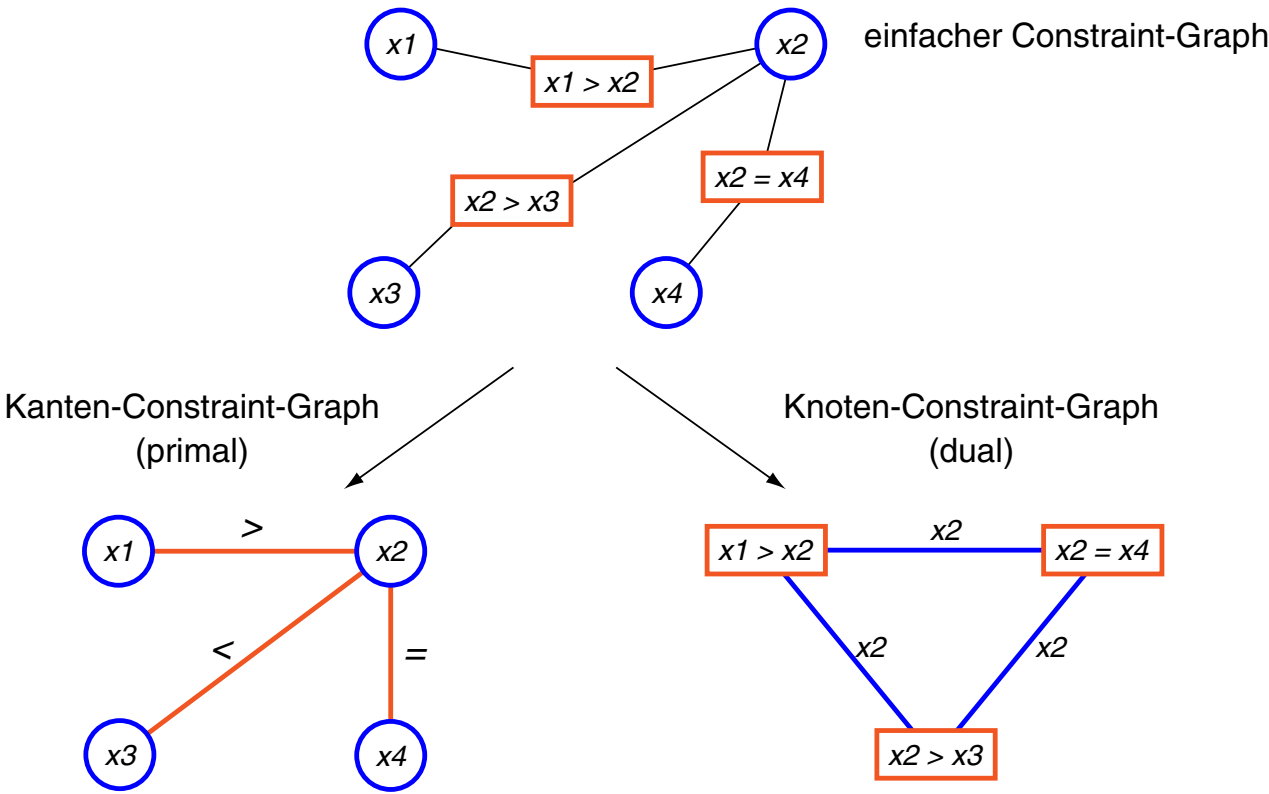 x1
x2
einfacher Constraint-Graph
x1 > x2
x2 = x4
x2 > x3
x3
x4
Kanten-Constraint-Graph
(primal)
Knoten-Constraint-Graph
(dual)
x1
>
x2
<
=
x3
x4
x1 > x2
x2
x2 = x4
x2
x2
x2 > x3